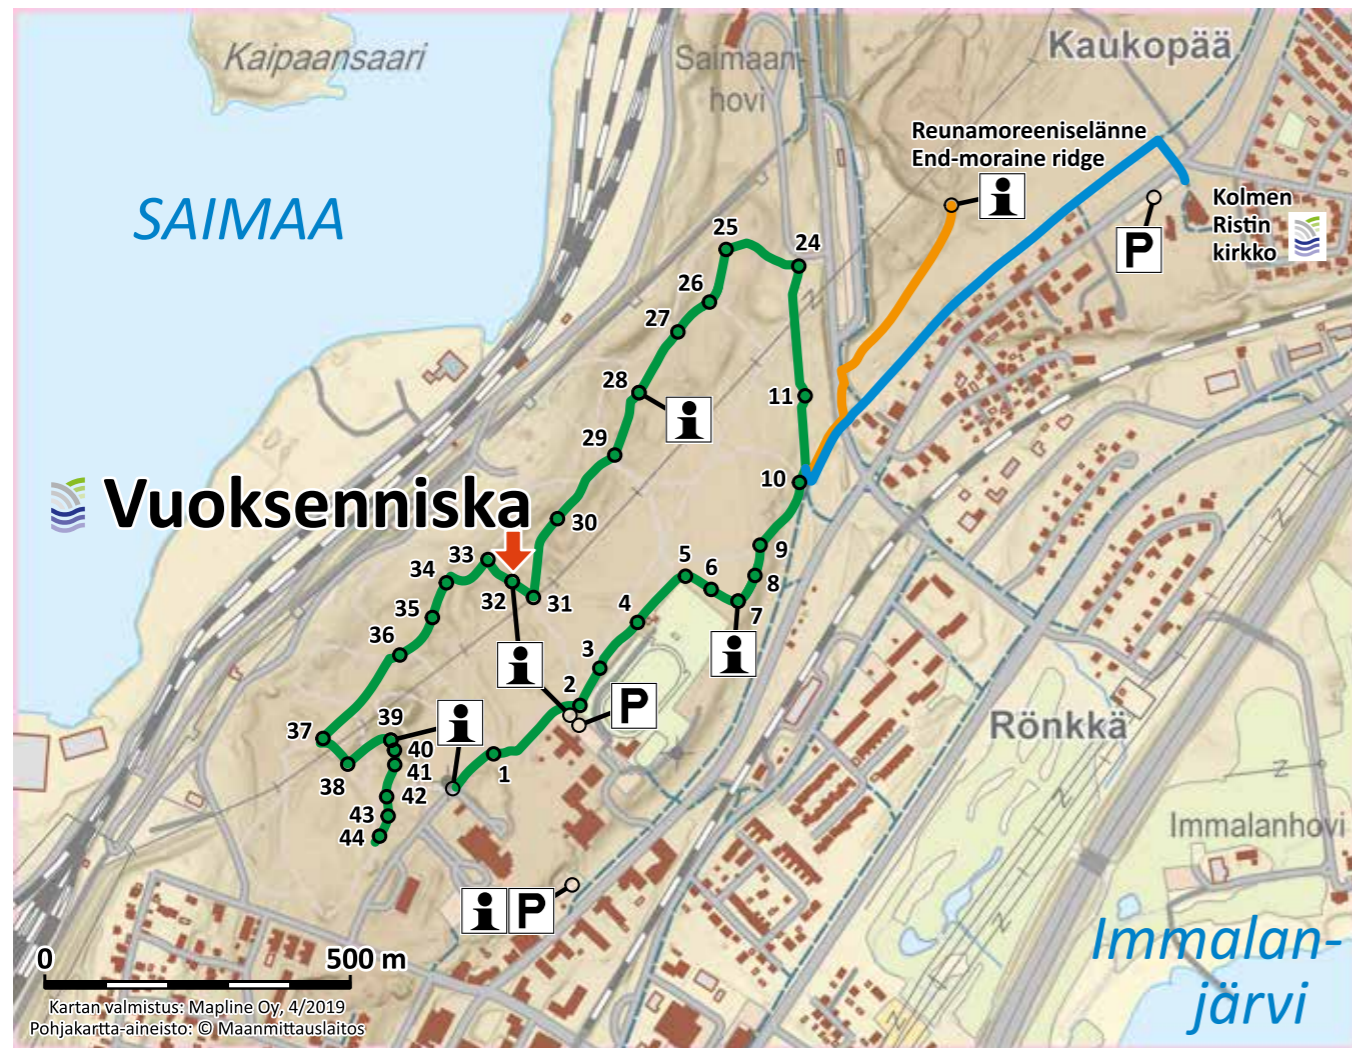 Kaipaansaari
Saimaan-
hovi
Kaukopää
Reunamoreeniselänne
End-moraine ridge
i
SAIMAA
Kolmen
Ristin
kirkko
P
25
24
26
27
28
i
11
29
10
Vuoksenniska
30
33
9
34
5
6
8
32
31
7
35
4
36
3
i
i
2
P
37
39
i
Rönkkä
40
1
38
41
42
43
44
Immalanhovi
i P
Immalan-
järvi
0 500 m
Kartan valmistus: Mapline Oy, 4/2019
Pohjakartta-aineisto: © Maanmittauslaitos